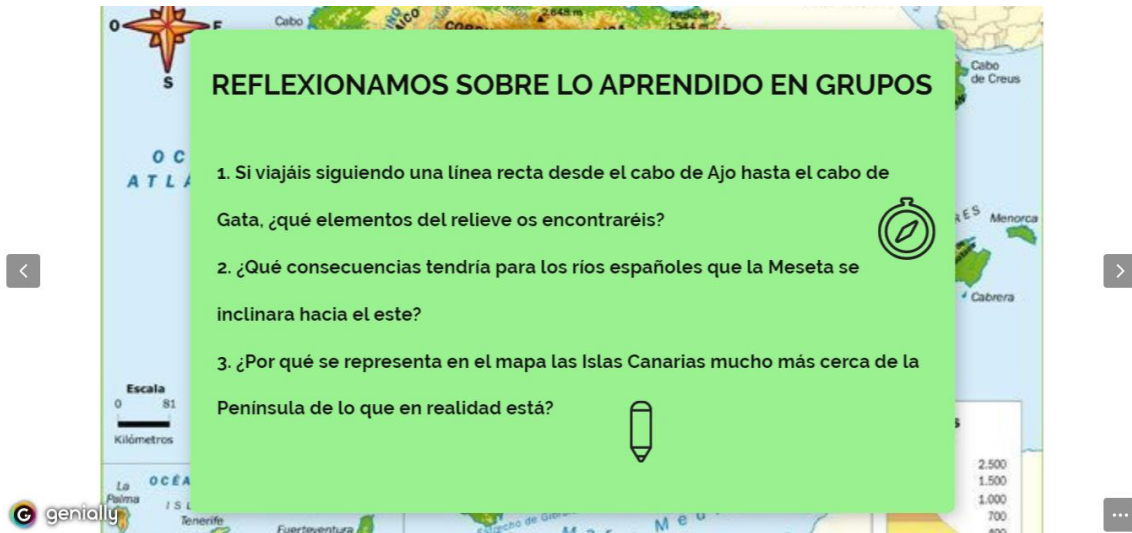 Cabo
2.648 m
O
E
S
REFLEXIONAMOS SOBRE LO APRENDIDO EN GRUPOS
Cabo
de Creus
1. Si viajáis siguiendo una línea recta desde el cabo de Ajo hasta el cabo de
Gata, ¿qué elementos del relieve os encontraréis?
Menorca
2. ¿Qué consecuencias tendría para los ríos españoles que la Meseta se
inclinara hacia el este?
Cabrera
3. ¿Por qué se representa en el mapa las Islas Canarias mucho más cerca de la
Península de lo que en realidad está?
Escala
0 81
Kilómetros
2.500
1.500
1.000
700
La
Palma
Tenerife
Fuerteventura
genially